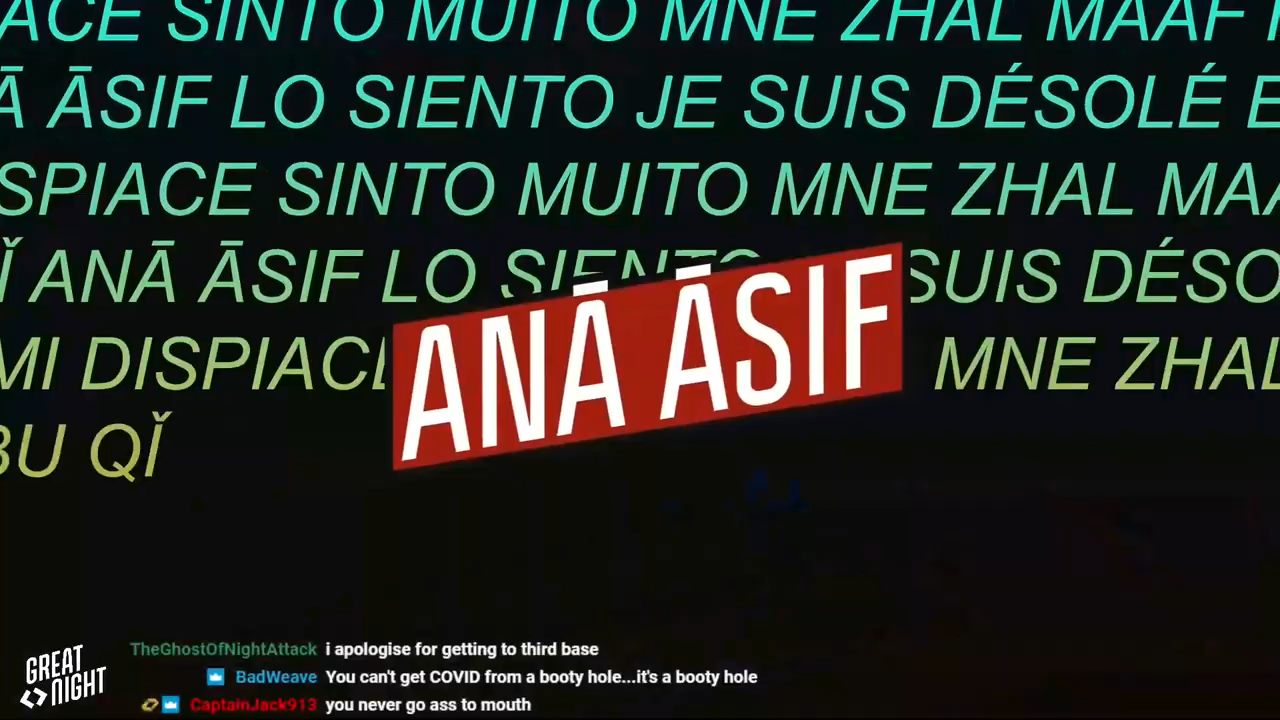 ACE SINTO MUITO MNE ZHAL MAAF
Ā ĀSIF LO SIENTO JE SUIS DÉSOLÉ E
SPIACE SINTO MUITO MNE ZHAL MAA
Ǐ ANĀ ĀSIF LO SIENTO SUIS DÉSO
MI DISPIAC MNE ZHAL
BU QǏ
ANĀ ĀSIF
TheGhostOfNightAttack i apologise for getting to third base
BadWeave You can't get COVID from a booty hole...it's a booty hole
CaptainJack913 you never go ass to mouth
GREAT
NIGHT